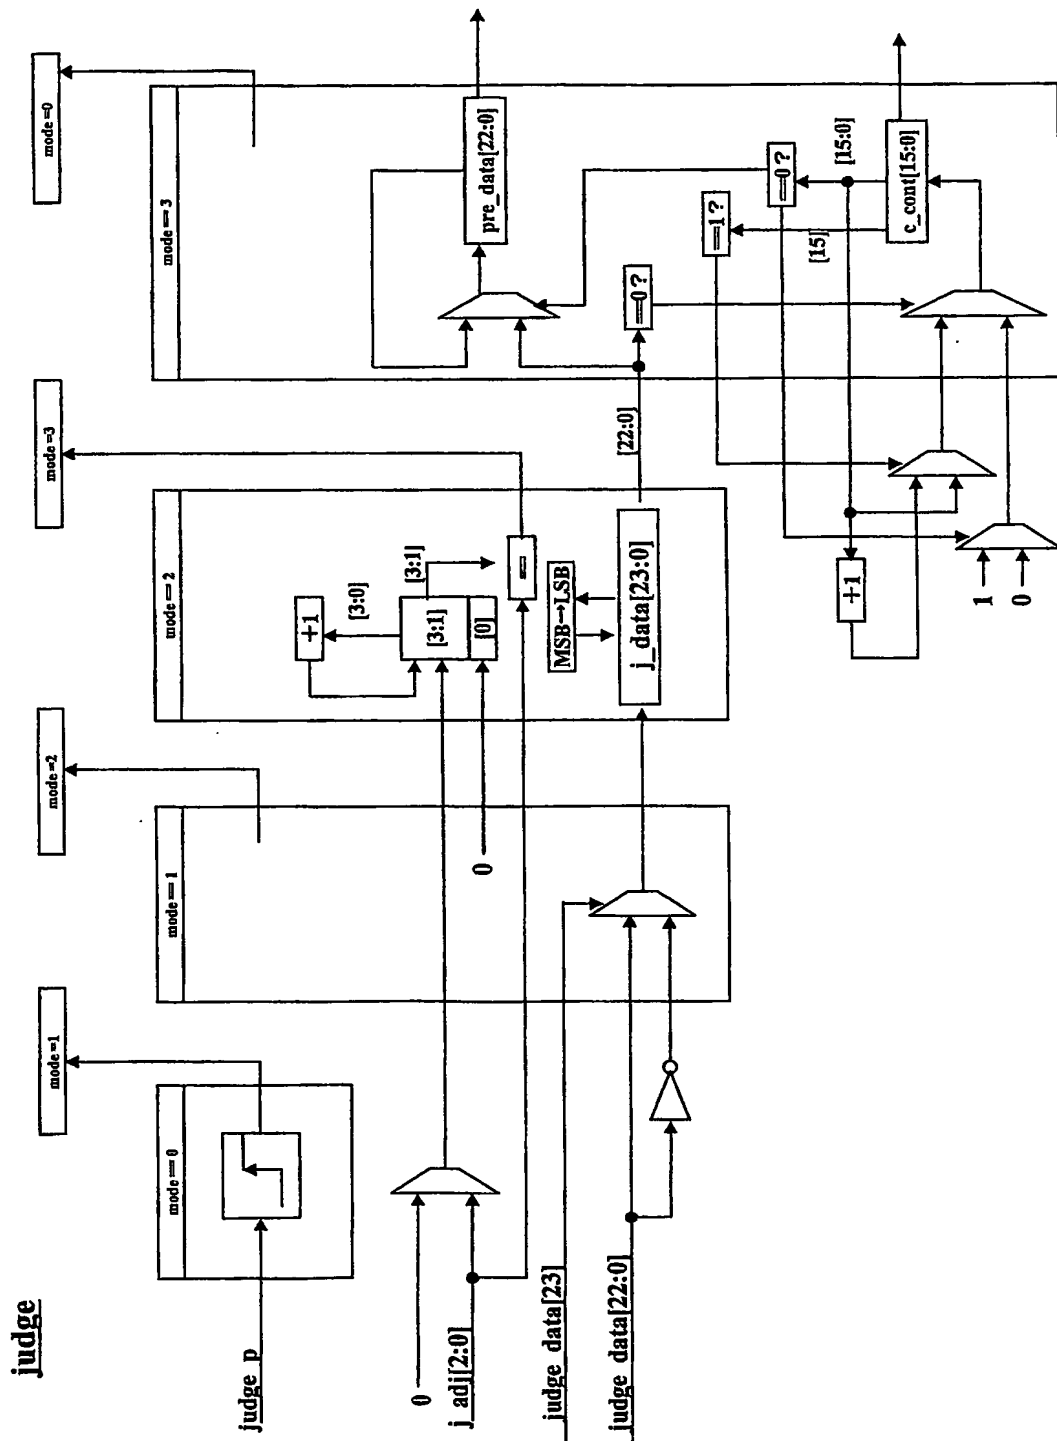 judge
mode=1
mode=2
mode=3
mode=0
mode==0
mode==1
mode==2
mode==3
judge_p
0
j_adj[2:0]
judge_data[23]
judge_data[22:0]
0
+1
[3:0]
[3:1]
[3:1]
[0]
=
MSB→LSB
j_data[23:0]
[22:0]
pre_data[22:0]
=0?
=1?
=0?
[15]
[15:0]
c_cont[15:0]
+1
1
0